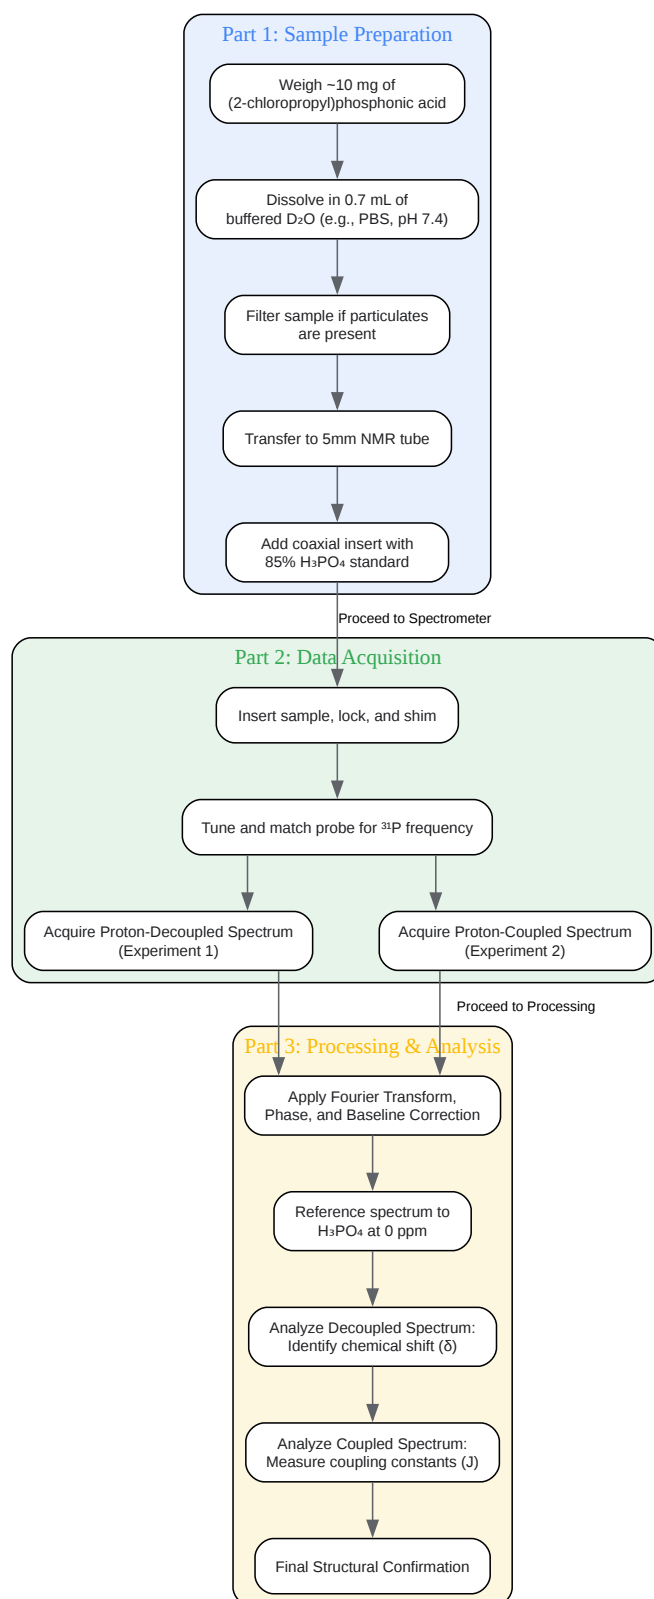 Part 1: Sample Preparation
Weigh ~10 mg of
(2-chloropropyl)phosphonic acid
Dissolve in 0.7 mL of
buffered D₂O (e.g., PBS, pH 7.4)
Filter sample if particulates
are present
Transfer to 5mm NMR tube
Add coaxial insert with
85% H₃PO₄ standard
Proceed to Spectrometer
Part 2: Data Acquisition
Insert sample, lock, and shim
Tune and match probe for ³¹P frequency
Acquire Proton-Decoupled Spectrum
(Experiment 1)
Acquire Proton-Coupled Spectrum
(Experiment 2)
Proceed to Processing
Part 3: Processing & Analysis
Apply Fourier Transform,
Phase, and Baseline Correction
Reference spectrum to
H₃PO₄ at 0 ppm
Analyze Decoupled Spectrum:
Identify chemical shift (δ)
Analyze Coupled Spectrum:
Measure coupling constants (J)
Final Structural Confirmation